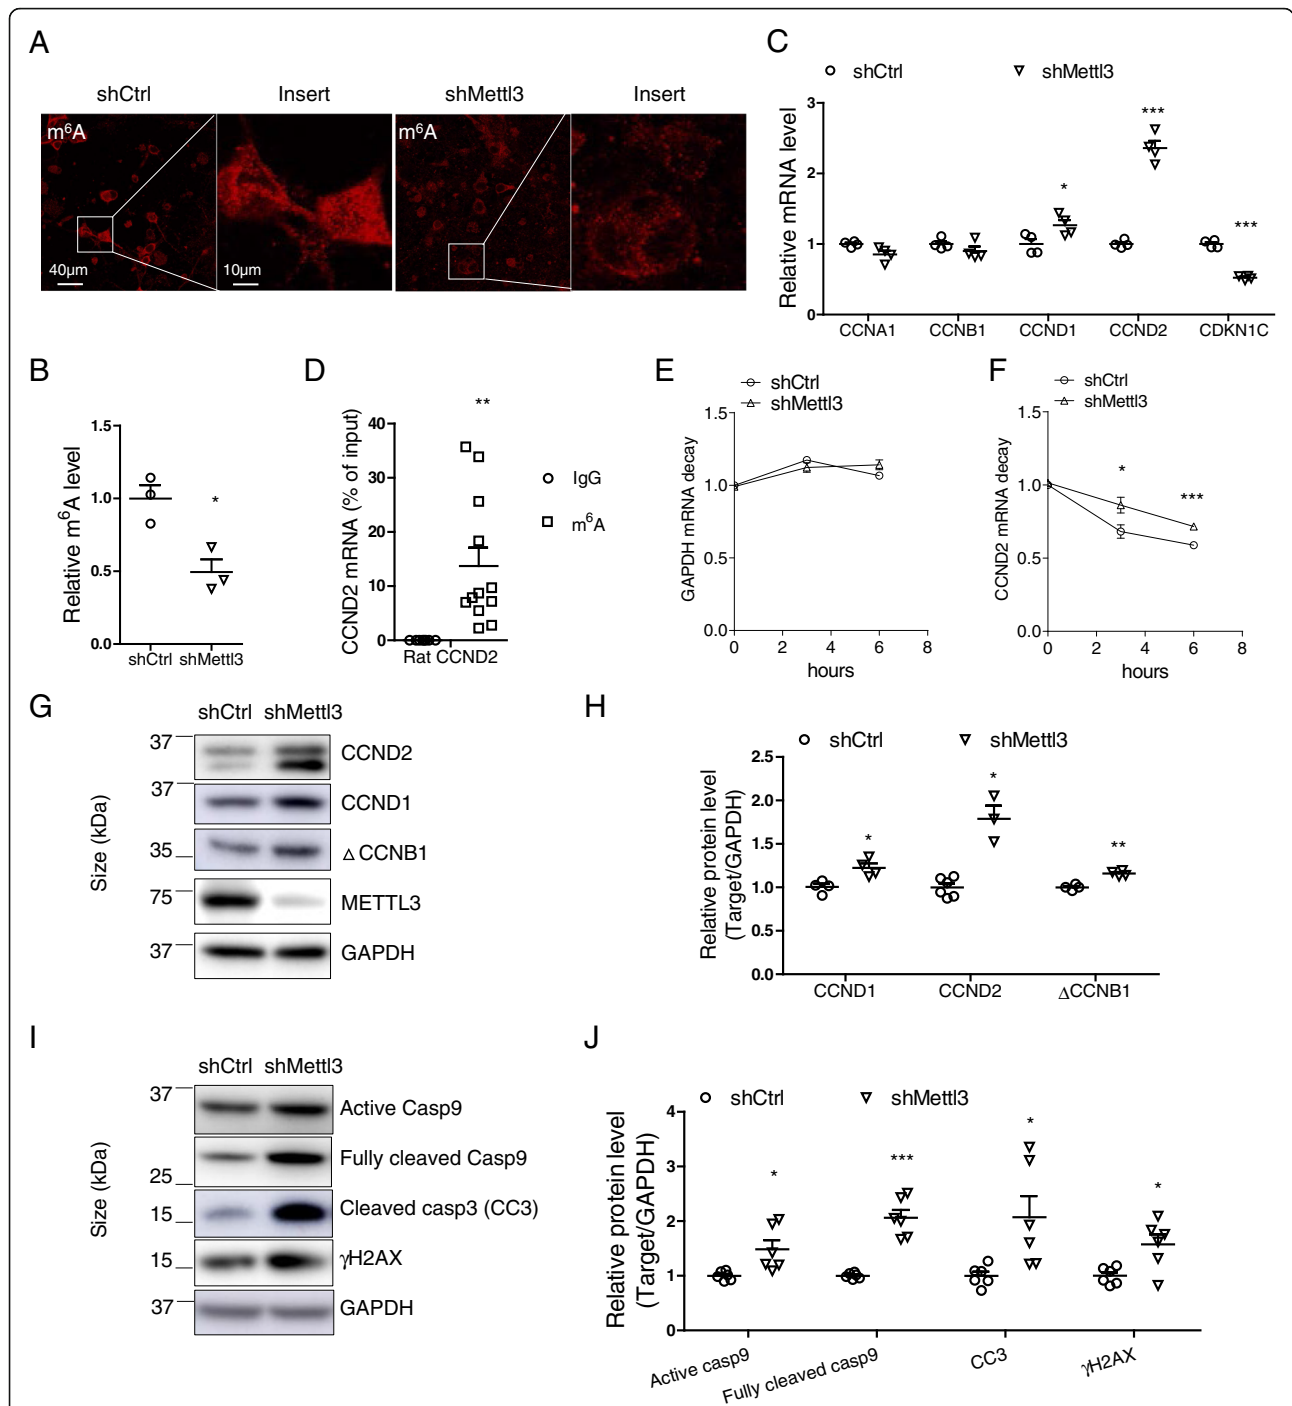 A
shCtrl Insert shMettl3 Insert
m⁶A m⁶A
40µm 10µm
C
shCtrl shMettl3
Relative mRNA level
3
2
1
0
* *** ***
CCNA1 CCNB1 CCND1 CCND2 CDKN1C
B
Relative m⁶A level
1.5
1.0
0.5
0.0
*
shCtrl shMettl3
D
CCND2 mRNA (% of input)
40
30
20
10
0
**
Rat CCND2
IgG
m⁶A
E
shCtrl
shMettl3
GAPDH mRNA decay
1.5
1.0
0.5
0.0
0 2 4 6 8
hours
F
shCtrl
shMettl3
CCND2 mRNA decay
1.5
1.0
0.5
0.0
* ***
0 2 4 6 8
hours
G
shCtrl shMettl3
Size (kDa)
37 CCND2
37 CCND1
35 Δ CCNB1
75 METTL3
37 GAPDH
H
shCtrl shMettl3
Relative protein level
(Target/GAPDH)
2.5
2.0
1.5
1.0
0.5
0.0
* * **
CCND1 CCND2 ΔCCNB1
I
shCtrl shMettl3
Size (kDa)
37 Active Casp9
Fully cleaved Casp9
25
15 Cleaved casp3 (CC3)
15 γH2AX
37 GAPDH
J
shCtrl shMettl3
Relative protein level
(Target/GAPDH)
4
3
2
1
0
* *** * *
Active casp9 Fully cleaved casp9 CC3 γH2AX